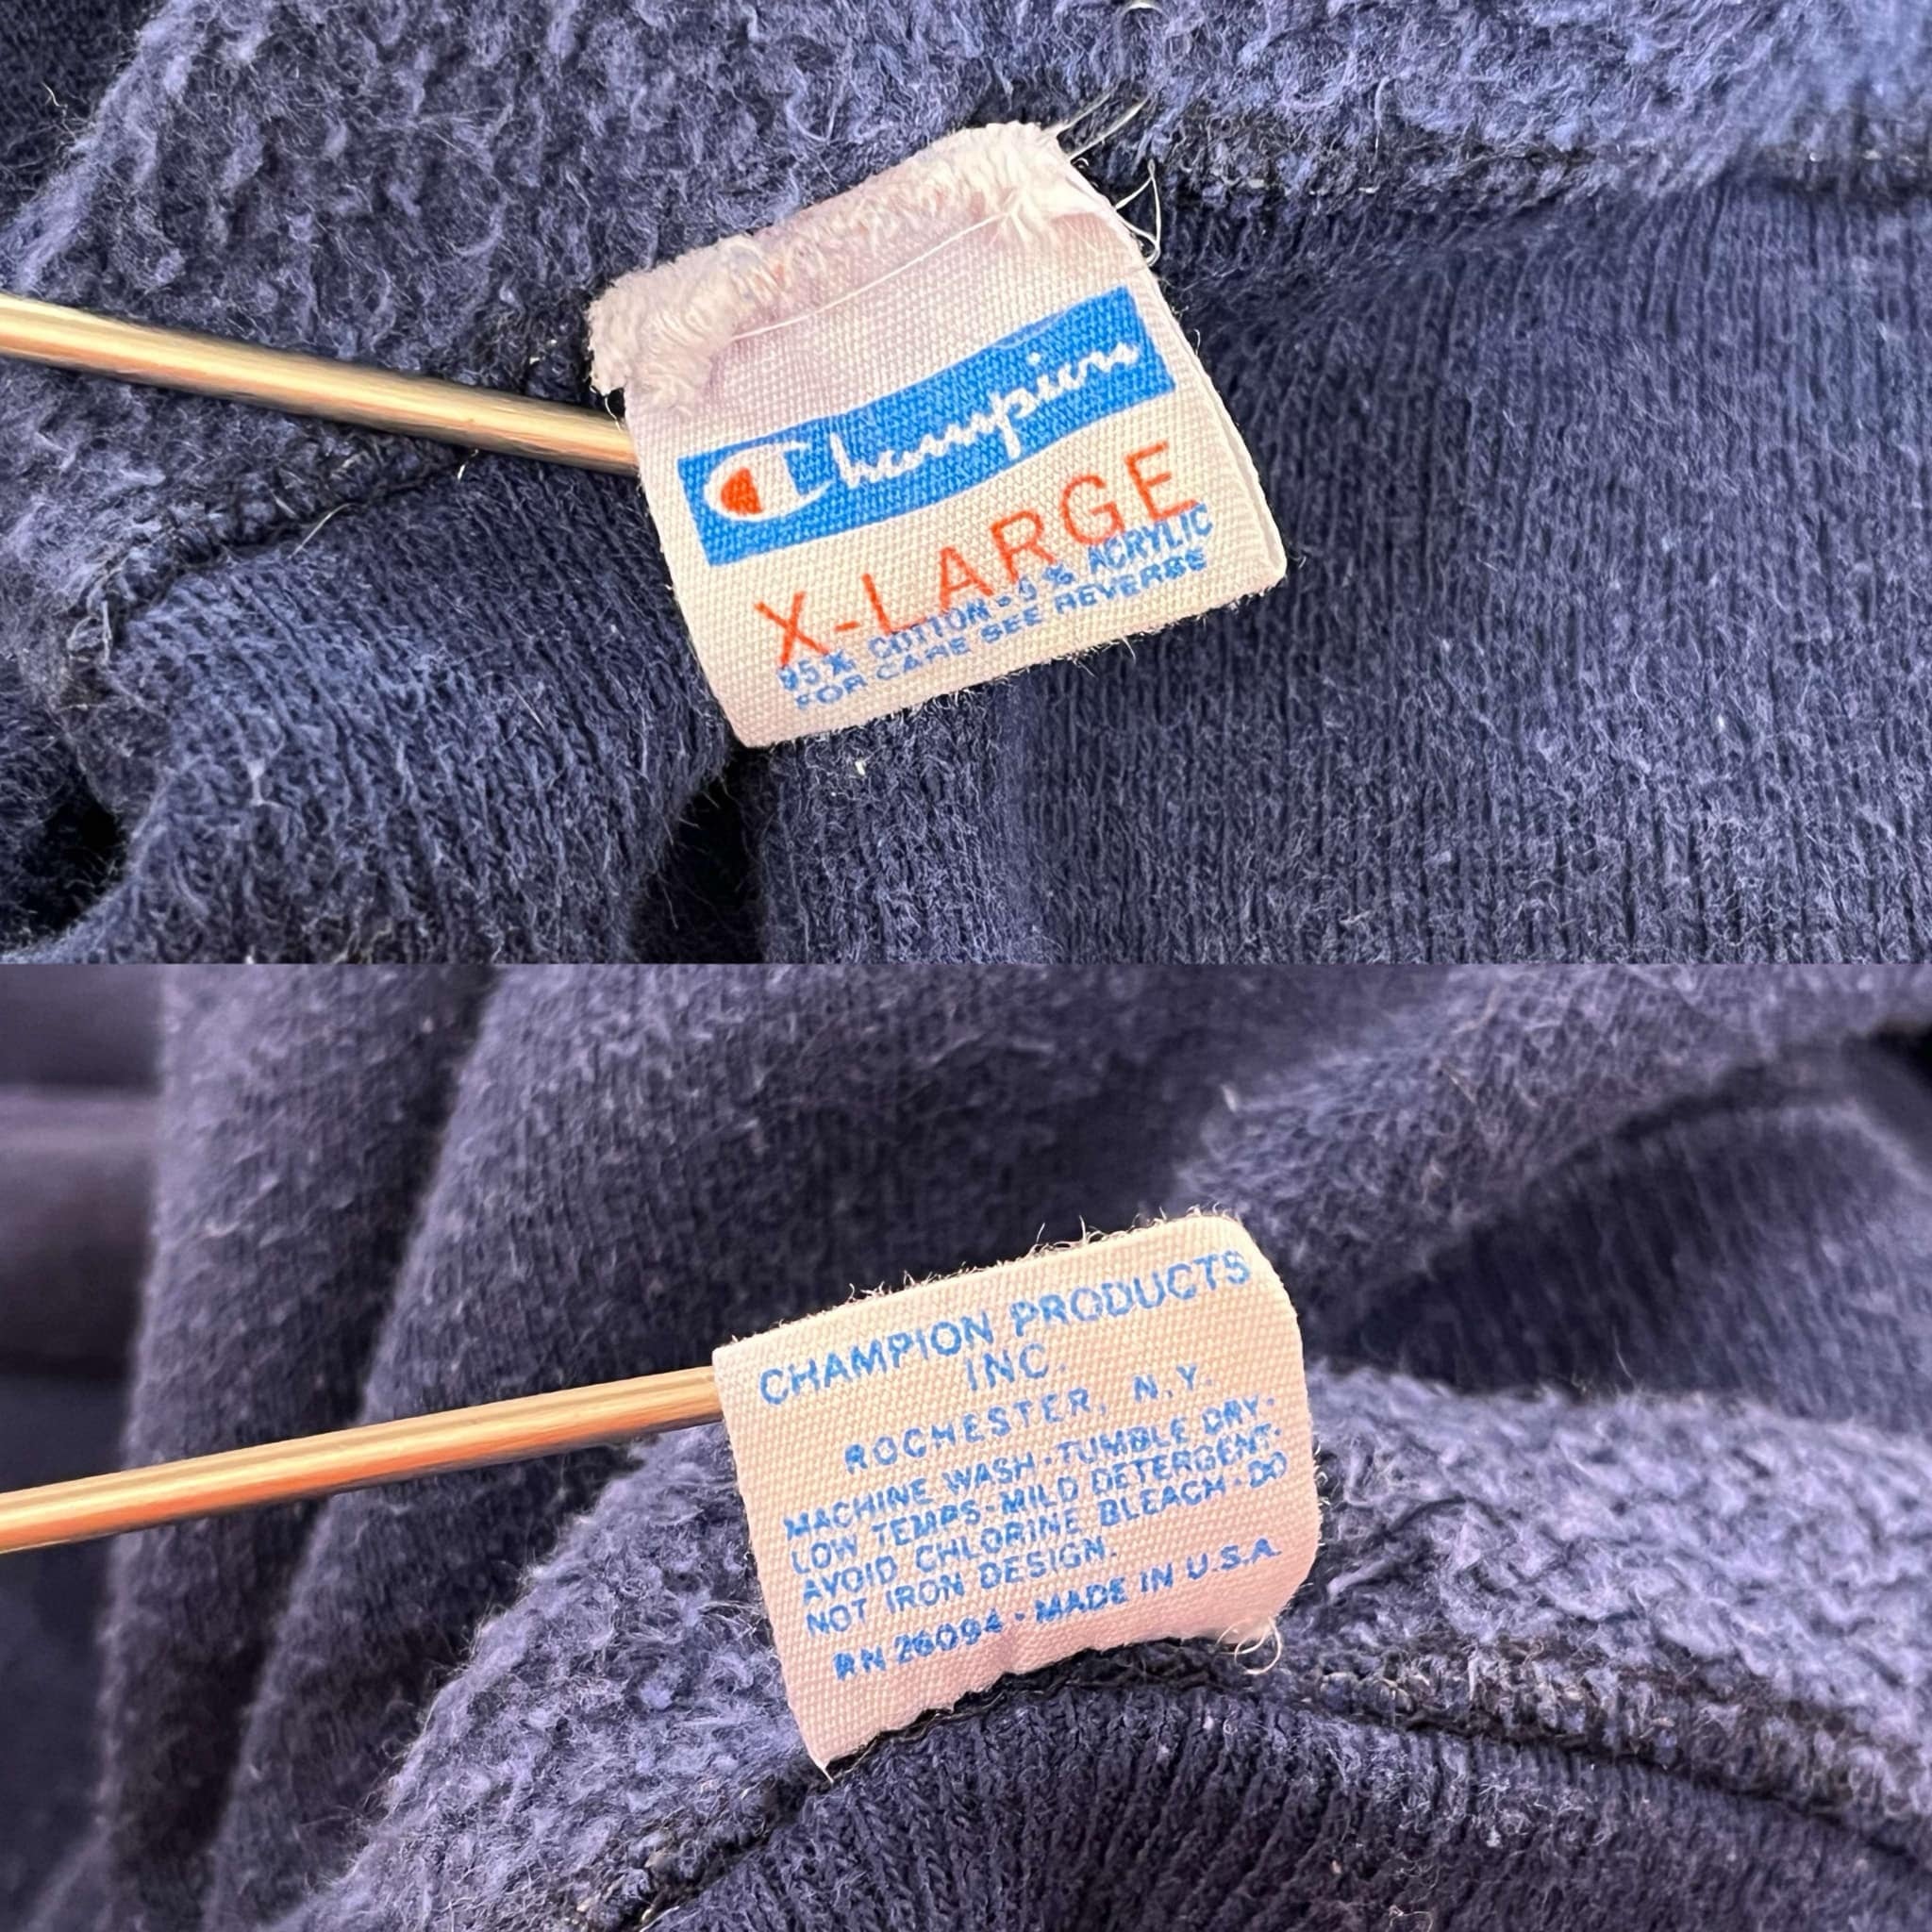 Champion
X-LARGE
95% COTTON - 5% ACRYLIC
FOR CARE SEE REVERSE
CHAMPION PRODUCTS
INC.
ROCHESTER, N.Y.
MACHINE WASH-TUMBLE DRY-
LOW TEMPS-MILD DETERGENT-
AVOID CHLORINE BLEACH-DO
NOT IRON DESIGN.
RN 26094 - MADE IN U.S.A.